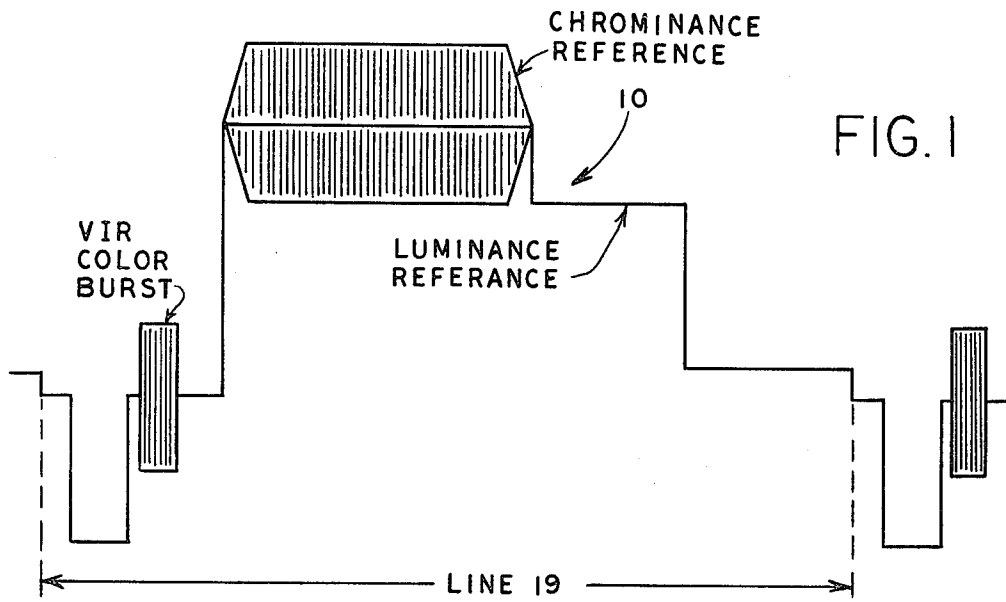 CHROMINANCE
REFERENCE
10
FIG. 1
VIR
COLOR
BURST
LUMINANCE
REFERANCE
LINE 19